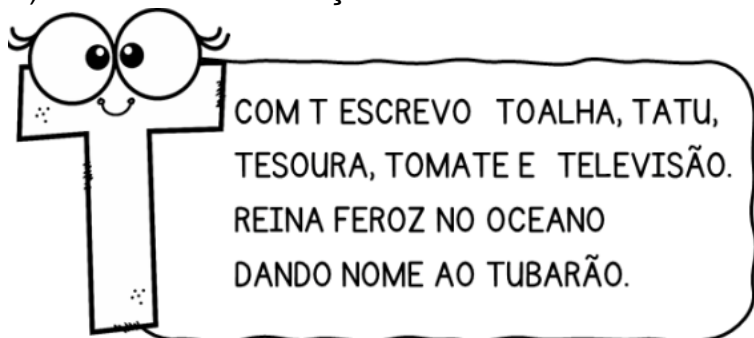 COM T ESCREVO TOALHA, TATU,
TESOURA, TOMATE E TELEVISÃO.
REINA FEROZ NO OCEANO
DANDO NOME AO TUBARÃO.